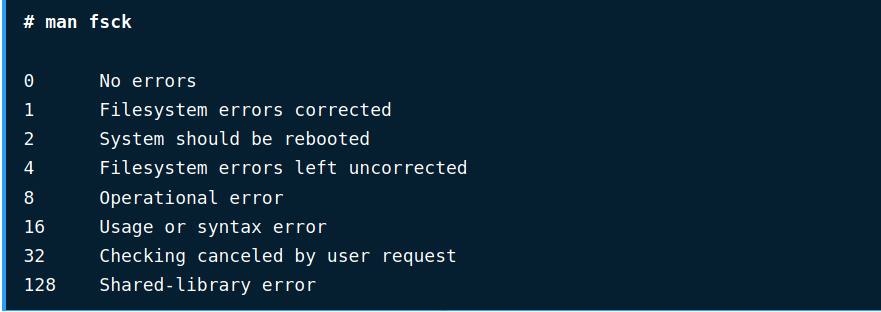 # man fsck
0 No errors
1 Filesystem errors corrected
2 System should be rebooted
4 Filesystem errors left uncorrected
8 Operational error
16 Usage or syntax error
32 Checking canceled by user request
128 Shared-library error